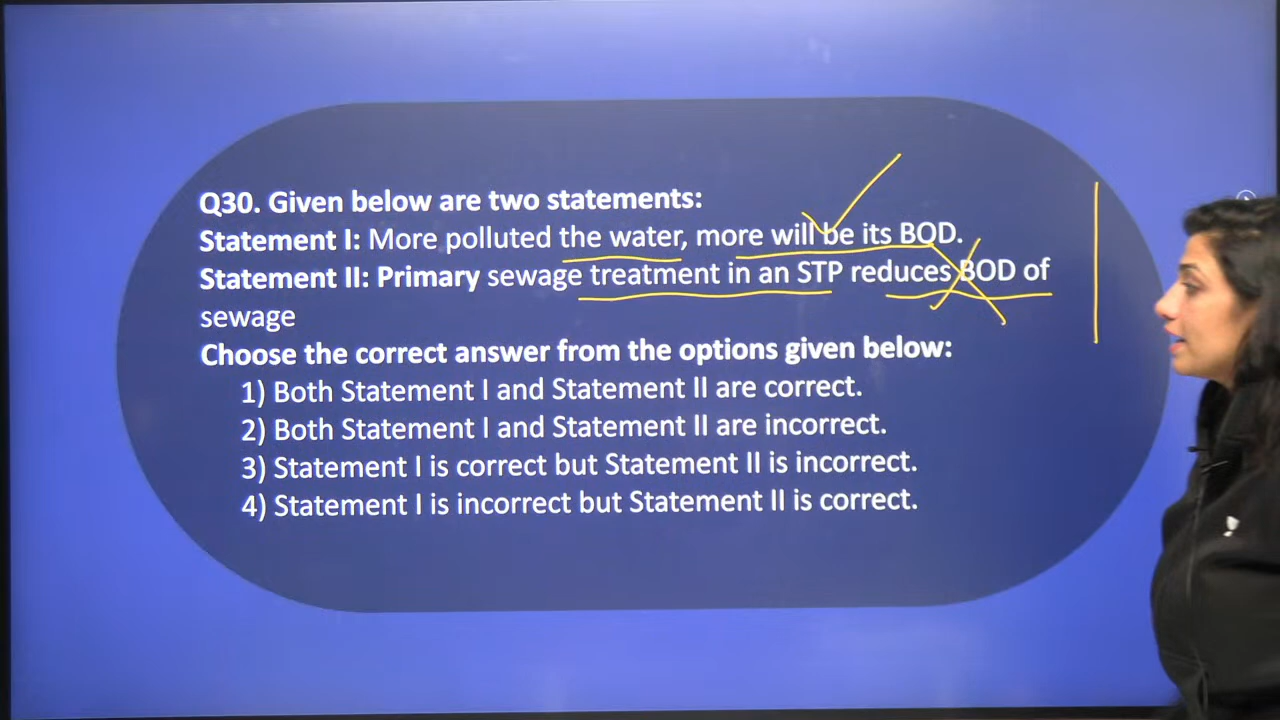 Q30. Given below are two statements:
Statement I: More polluted the water, more will be its BOD.
Statement II: Primary sewage treatment in an STP reduces BOD of
sewage
Choose the correct answer from the options given below:
1) Both Statement I and Statement II are correct.
2) Both Statement I and Statement II are incorrect.
3) Statement I is correct but Statement II is incorrect.
4) Statement I is incorrect but Statement II is correct.